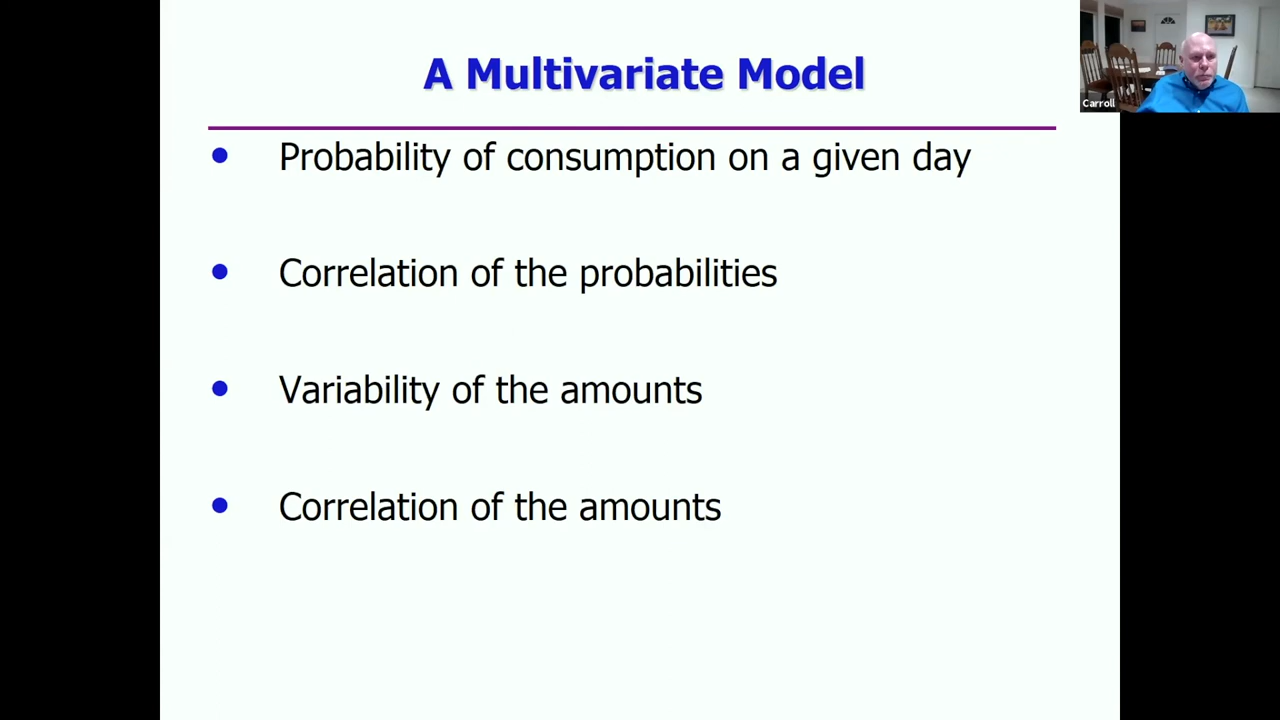 A Multivariate Model
Carroll
• Probability of consumption on a given day
• Correlation of the probabilities
• Variability of the amounts
• Correlation of the amounts